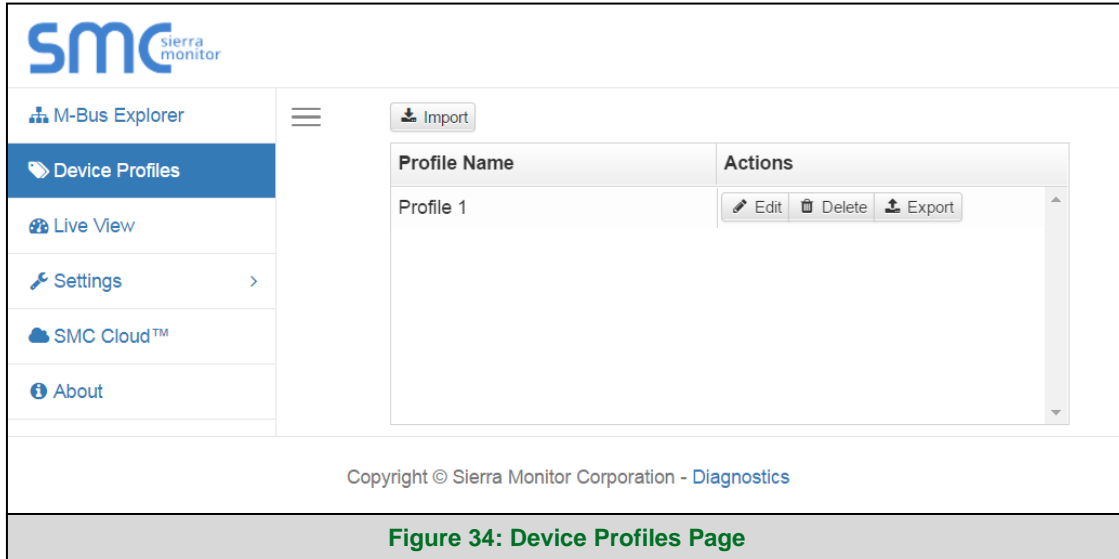 SMC sierra monitor
M-Bus Explorer
Device Profiles
Live View
Settings
SMC Cloud™
About
Import
Profile Name Actions
Profile 1 Edit Delete Export
Copyright © Sierra Monitor Corporation - Diagnostics
Figure 34: Device Profiles Page